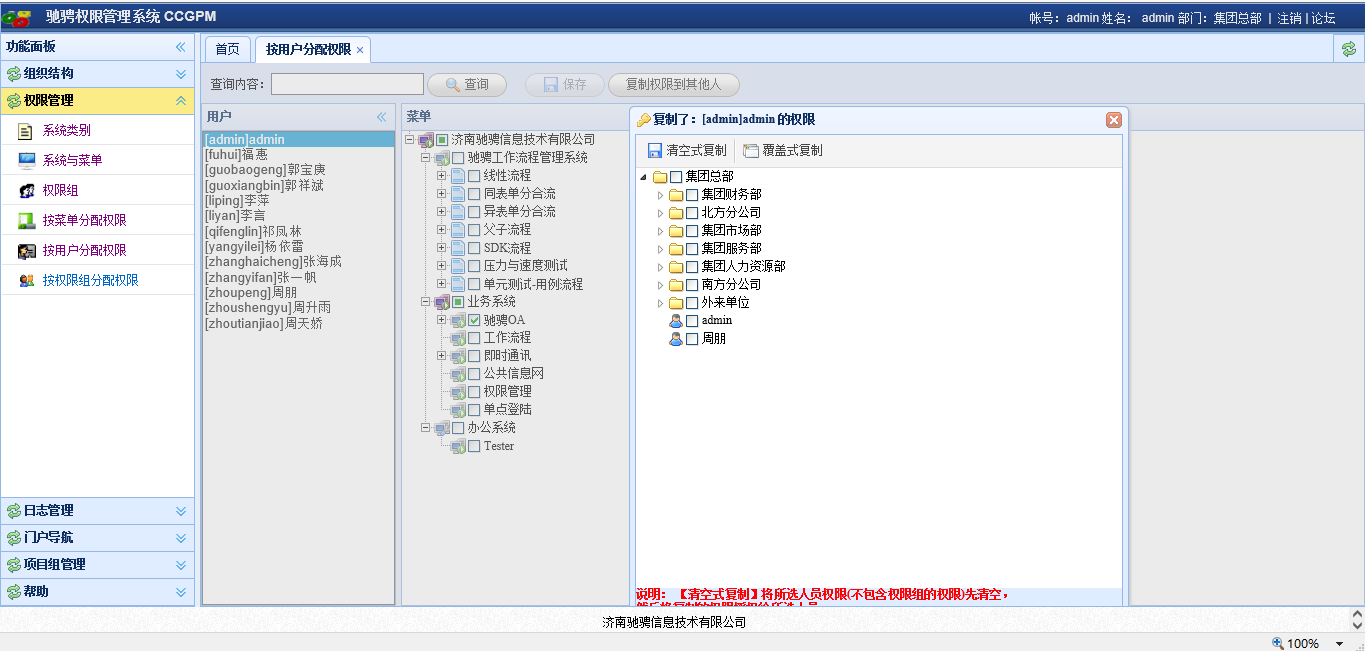 驰骋权限管理系统 CCGPM
帐号: admin 姓名: admin 部门: 集团总部 | 注销 | 论坛
功能面板
组织结构
权限管理
系统类别
系统与菜单
权限组
按菜单分配权限
按用户分配权限
按权限组分配权限
日志管理
门户导航
项目组管理
帮助
首页
按用户分配权限 ×
查询内容:
查询
保存
复制权限到其他人
用户
[admin]admin
[fuhui]福惠
[guobaogeng]郭宝庚
[guoxiangbin]郭祥斌
[liping]李萍
[liyan]李言
[qifenglin]祁凤林
[yangyilei]杨依雷
[zhanghaicheng]张海成
[zhangyifan]张一帆
[zhoupeng]周朋
[zhoushengyu]周升雨
[zhoutianjiao]周天娇
菜单
济南驰骋信息技术有限公司
驰骋工作流程管理系统
线性流程
同表单分合流
异表单分合流
父子流程
SDK流程
压力与速度测试
单元测试-用例流程
业务系统
驰骋OA
工作流程
即时通讯
公共信息网
权限管理
单点登陆
办公系统
Tester
复制了: [admin]admin 的权限
清空式复制
覆盖式复制
集团总部
集团财务部
北方分公司
集团市场部
集团服务部
集团人力资源部
南方分公司
外来单位
admin
周朋
说明: 【清空式复制】将所选人员权限(不包含权限组的权限)先清空,
济南驰骋信息技术有限公司
100%